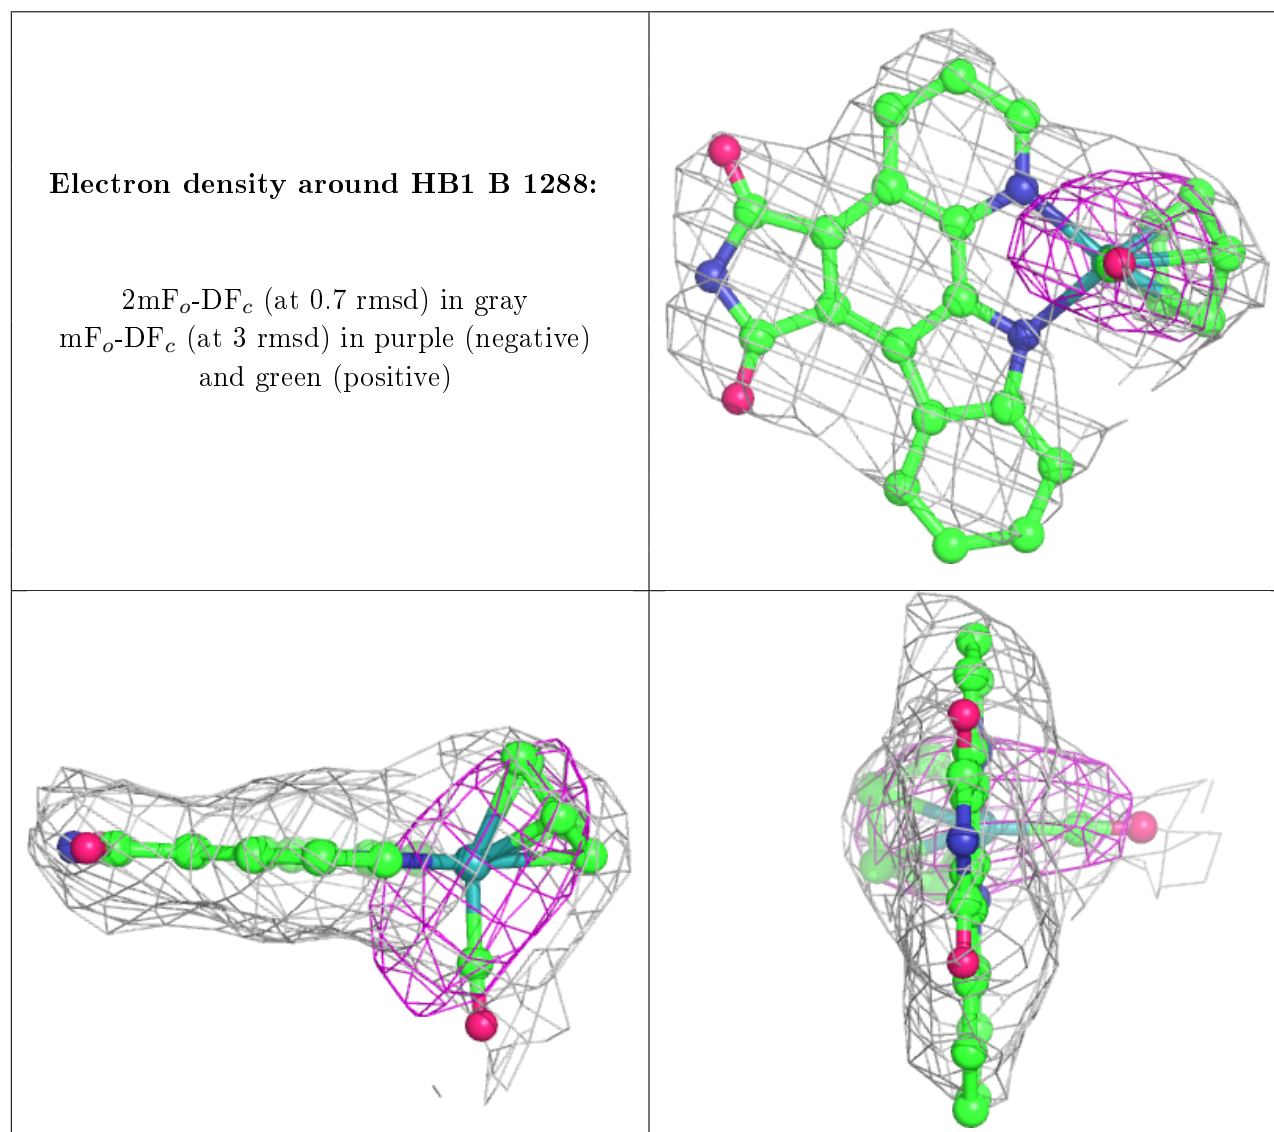 Electron density around HB1 B 1288:
2mFo-DFc (at 0.7 rmsd) in gray
mFo-DFc (at 3 rmsd) in purple (negative)
and green (positive)